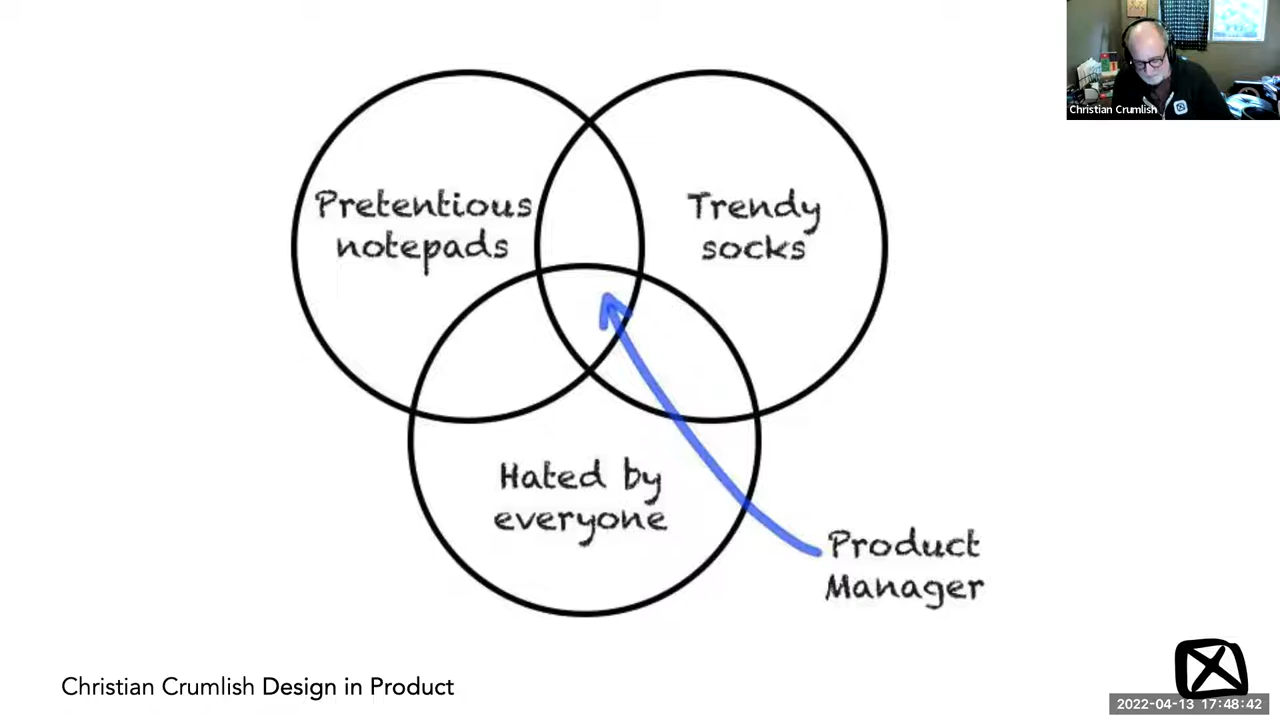 Christian Crumlish
Pretentious
notepads
Trendy
socks
Hated by
everyone
Product
Manager
Christian Crumlish Design in Product
2022-04-13 17:48:42